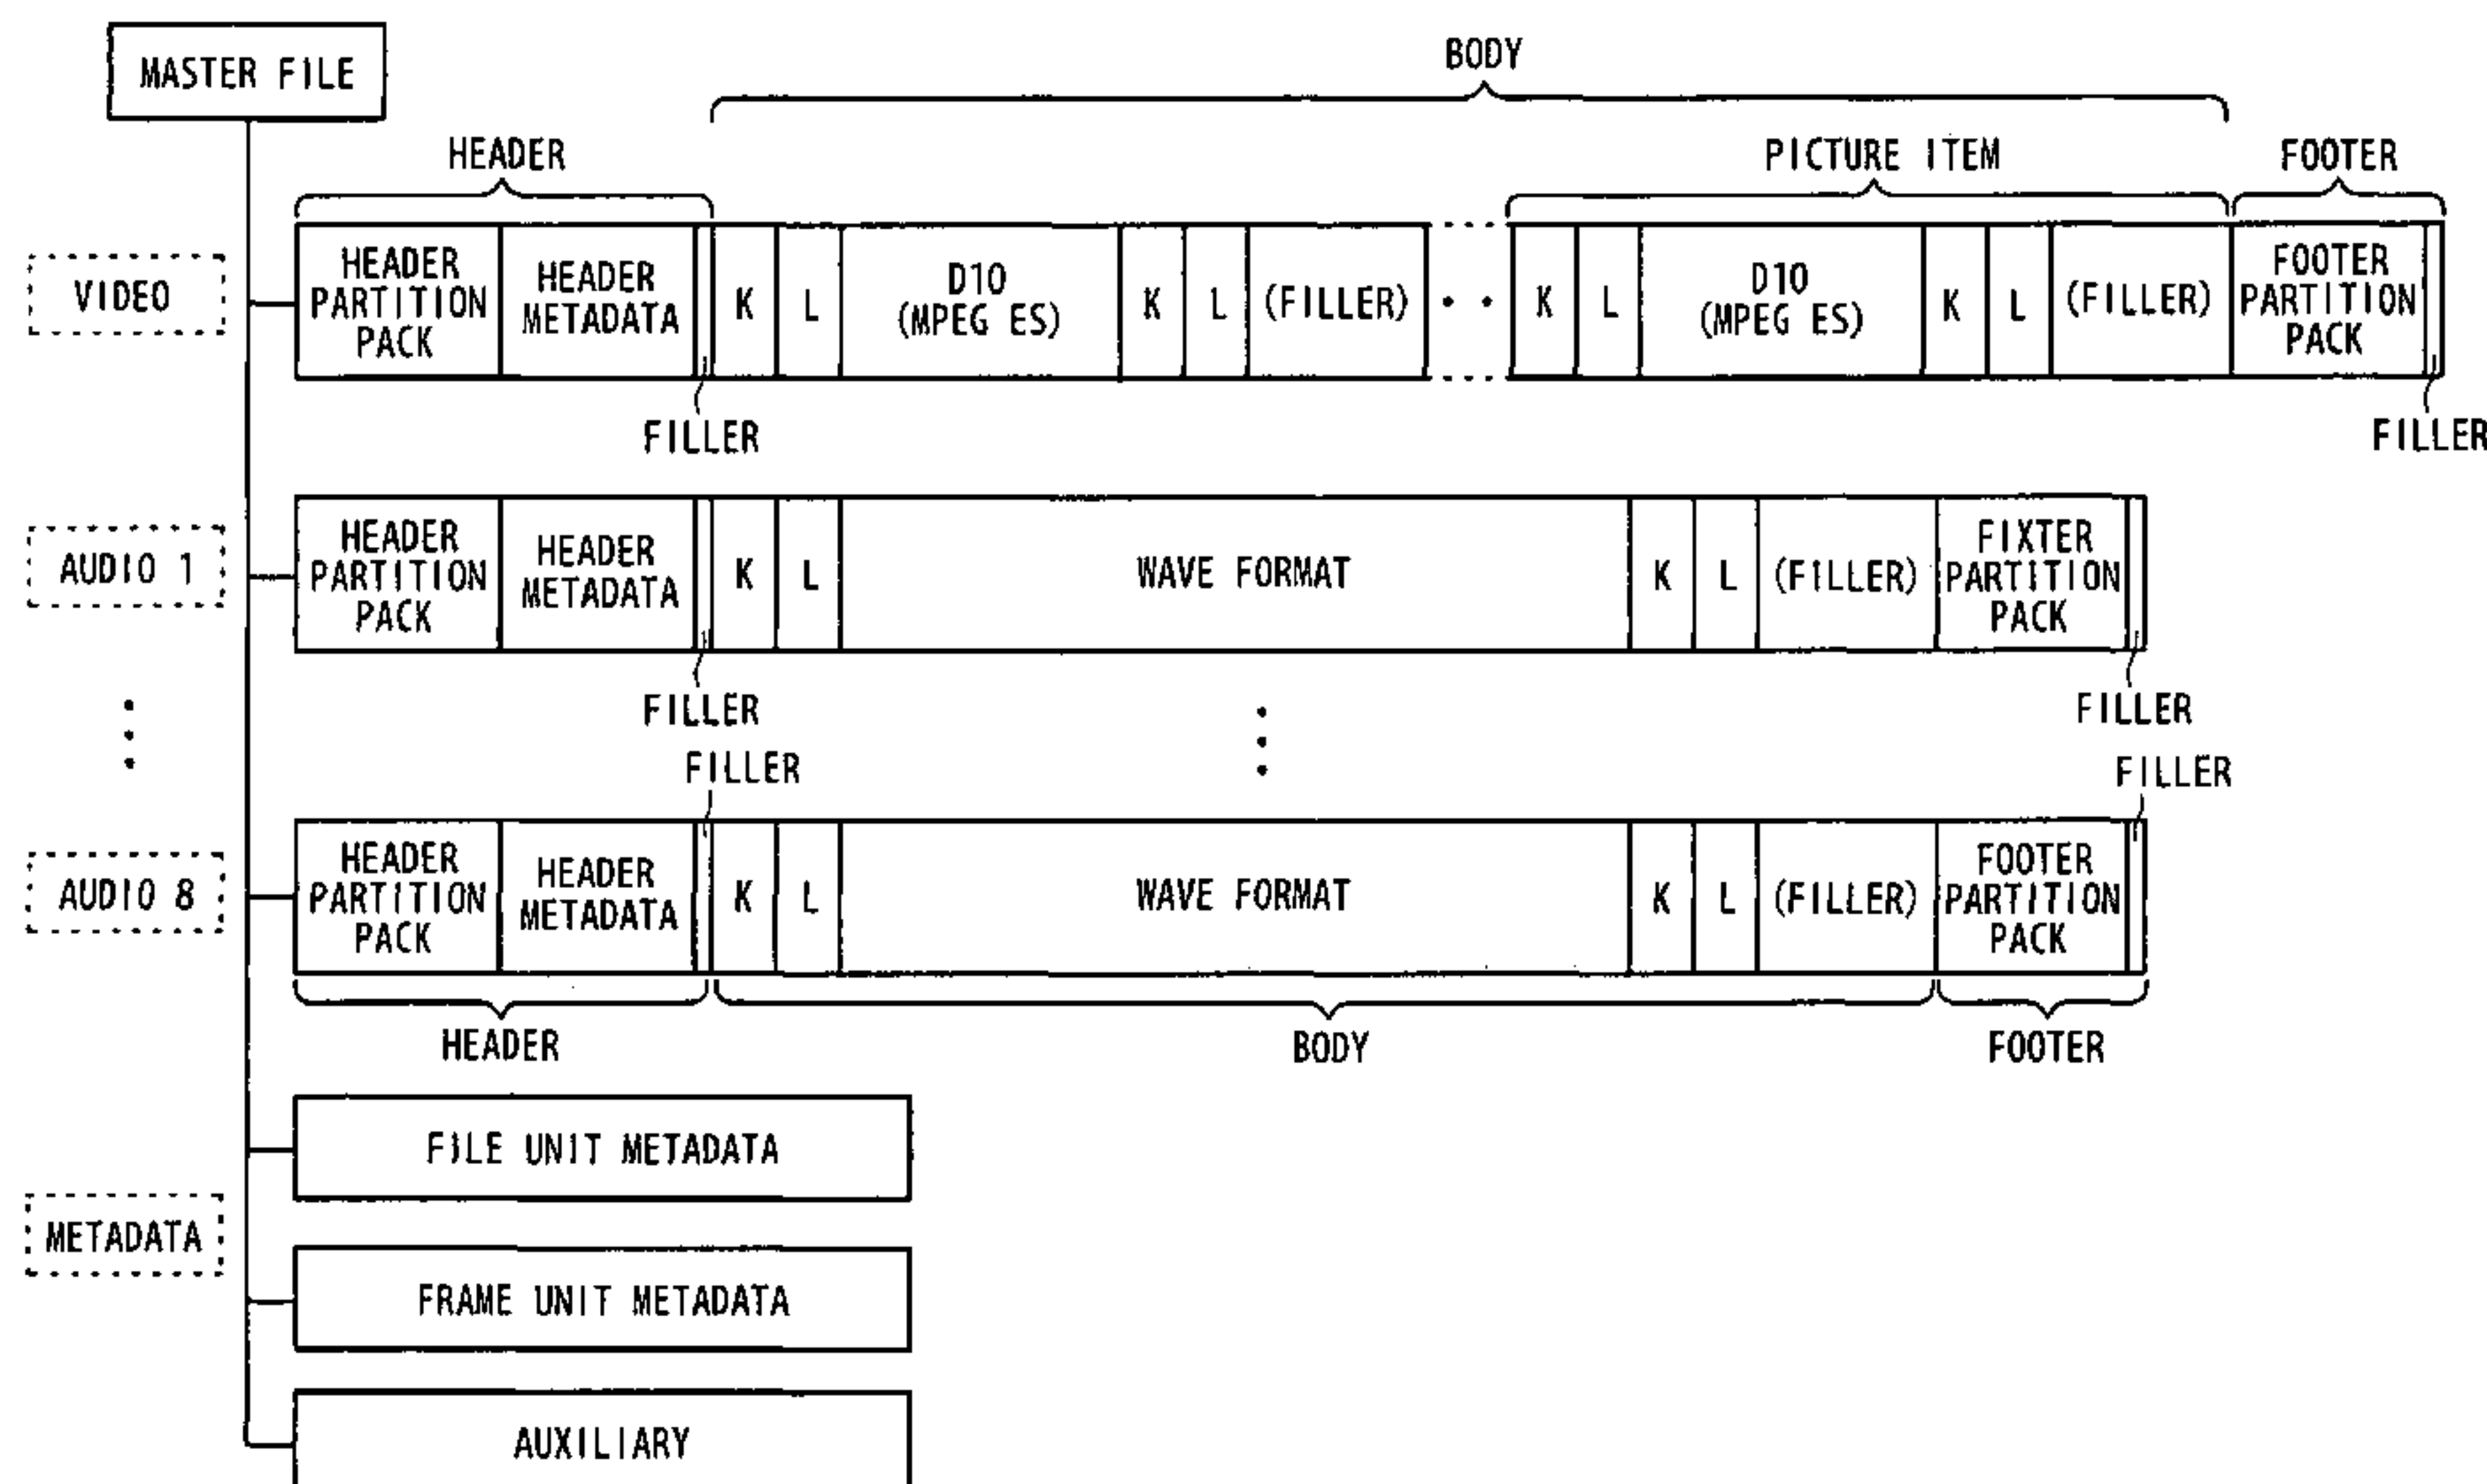 MASTER FILE
BODY
HEADER
PICTURE ITEM
FOOTER
VIDEO
HEADER
PARTITION
PACK
HEADER
METADATA
K
L
D10
(MPEG ES)
K
L
(FILLER)
K
L
D10
(MPEG ES)
K
L
(FILLER)
FOOTER
PARTITION
PACK
FILLER
FILLER
AUDIO 1
HEADER
PARTITION
PACK
HEADER
METADATA
K
L
WAVE FORMAT
K
L
(FILLER)
FIXTER
PARTITION
PACK
FILLER
FILLER
FILLER
FILLER
AUDIO 8
HEADER
PARTITION
PACK
HEADER
METADATA
K
L
WAVE FORMAT
K
L
(FILLER)
FOOTER
PARTITION
PACK
HEADER
BODY
FOOTER
FILE UNIT METADATA
METADATA
FRAME UNIT METADATA
AUXILIARY